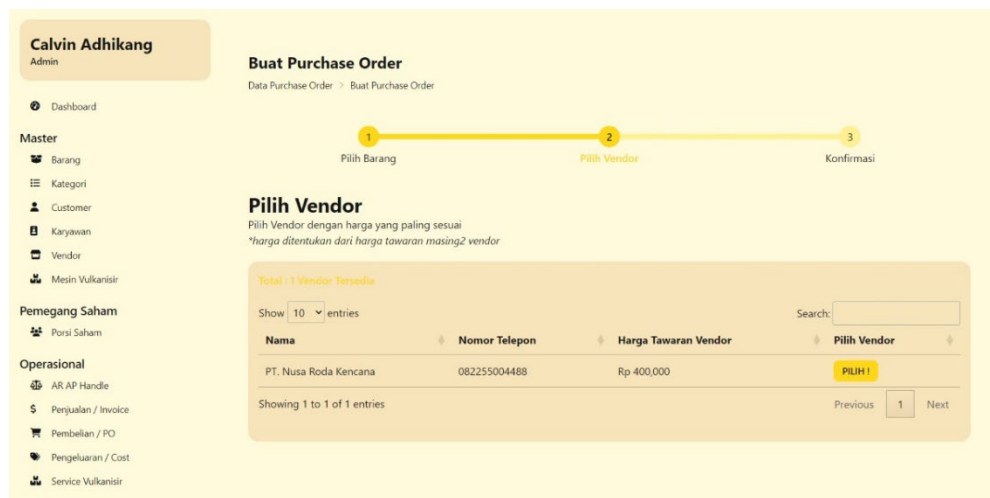 Calvin Adhikang
Admin
Dashboard
Master
Barang
Kategori
Customer
Karyawan
Vendor
Mesin Vulkanisir
Pemegang Saham
Porsi Saham
Operasional
AR AP Handle
Penjualan / Invoice
Pembelian / PO
Pengeluaran / Cost
Service Vulkanisir
Buat Purchase Order
Data Purchase Order > Buat Purchase Order
1 2 3
Pilih Barang Pilih Vendor Konfirmasi
Pilih Vendor
Pilih Vendor dengan harga yang paling sesuai
*harga ditentukan dari harga tawaran masing2 vendor
Total : 1 Vendor Tersedia
Show 10 entries Search:
Nama Nomor Telepon Harga Tawaran Vendor Pilih Vendor
PT. Nusa Roda Kencana 082255004488 Rp 400,000 PILIH !
Showing 1 to 1 of 1 entries Previous 1 Next